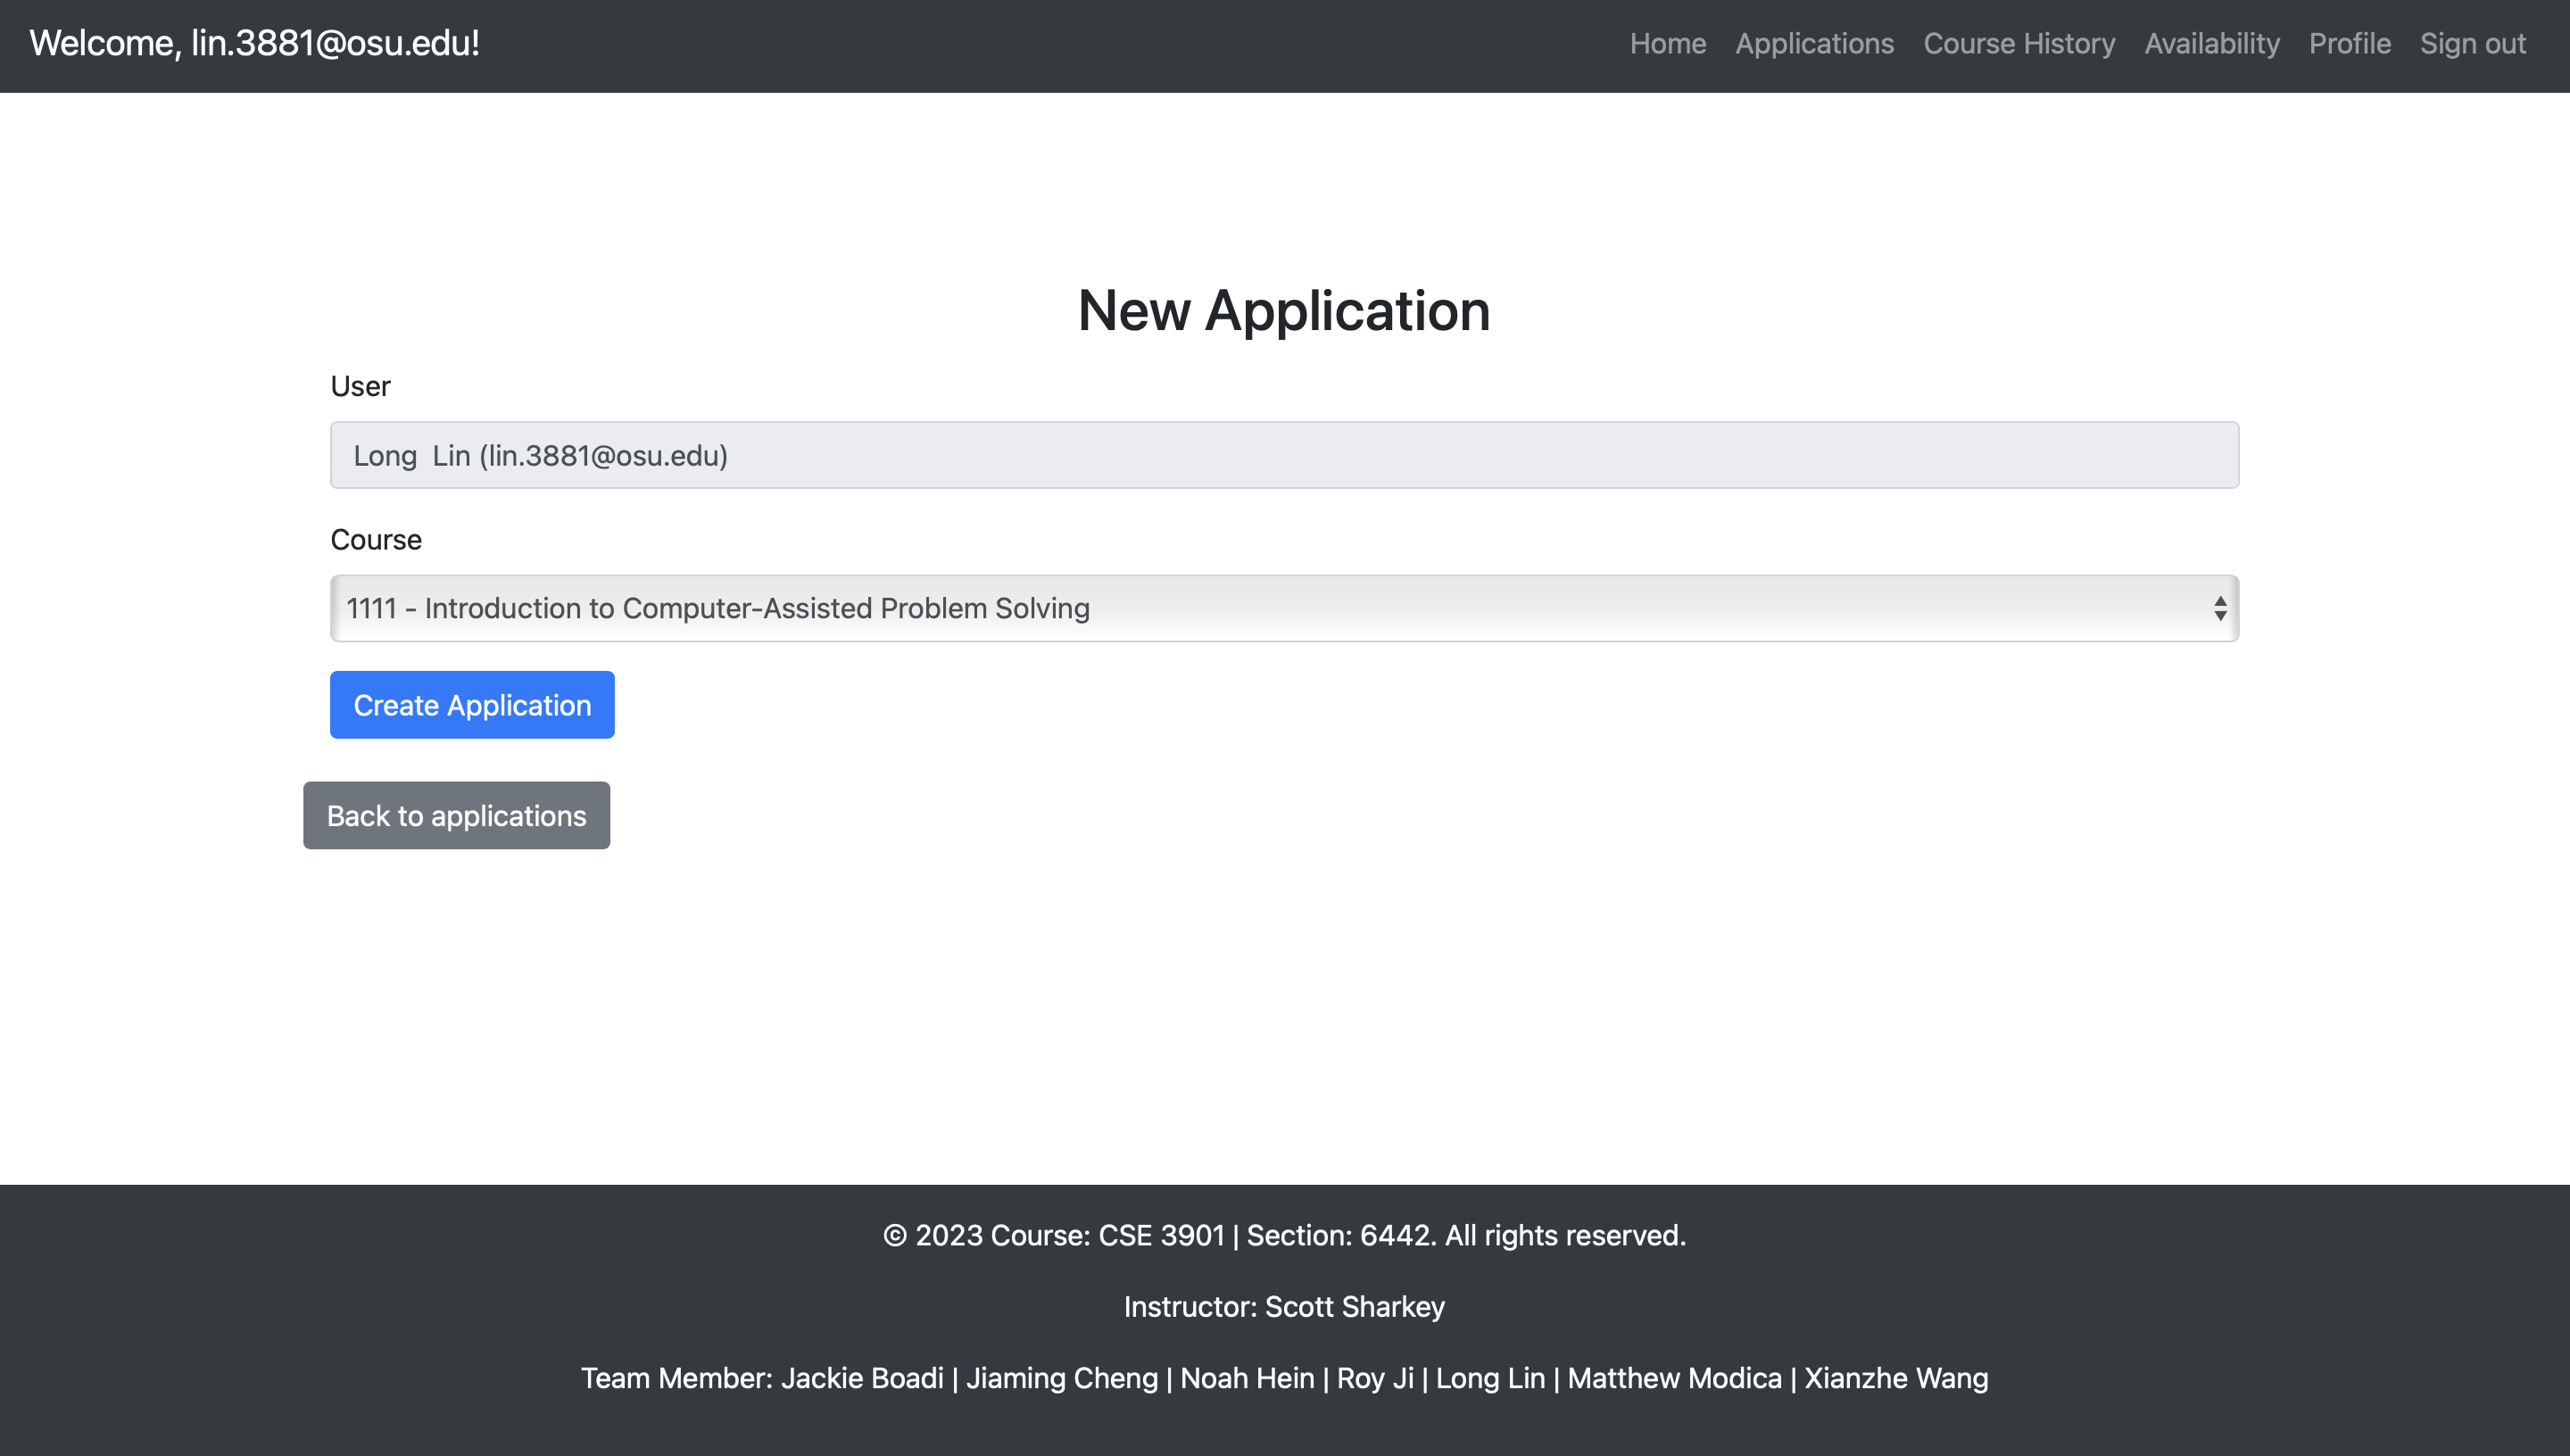 Welcome, lin.3881@osu.edu!
Home Applications Course History Availability Profile Sign out
New Application
User
Long  Lin (lin.3881@osu.edu)
Course
1111 - Introduction to Computer-Assisted Problem Solving
Create Application
Back to applications
© 2023 Course: CSE 3901 | Section: 6442. All rights reserved.
Instructor: Scott Sharkey
Team Member: Jackie Boadi | Jiaming Cheng | Noah Hein | Roy Ji | Long Lin | Matthew Modica | Xianzhe Wang